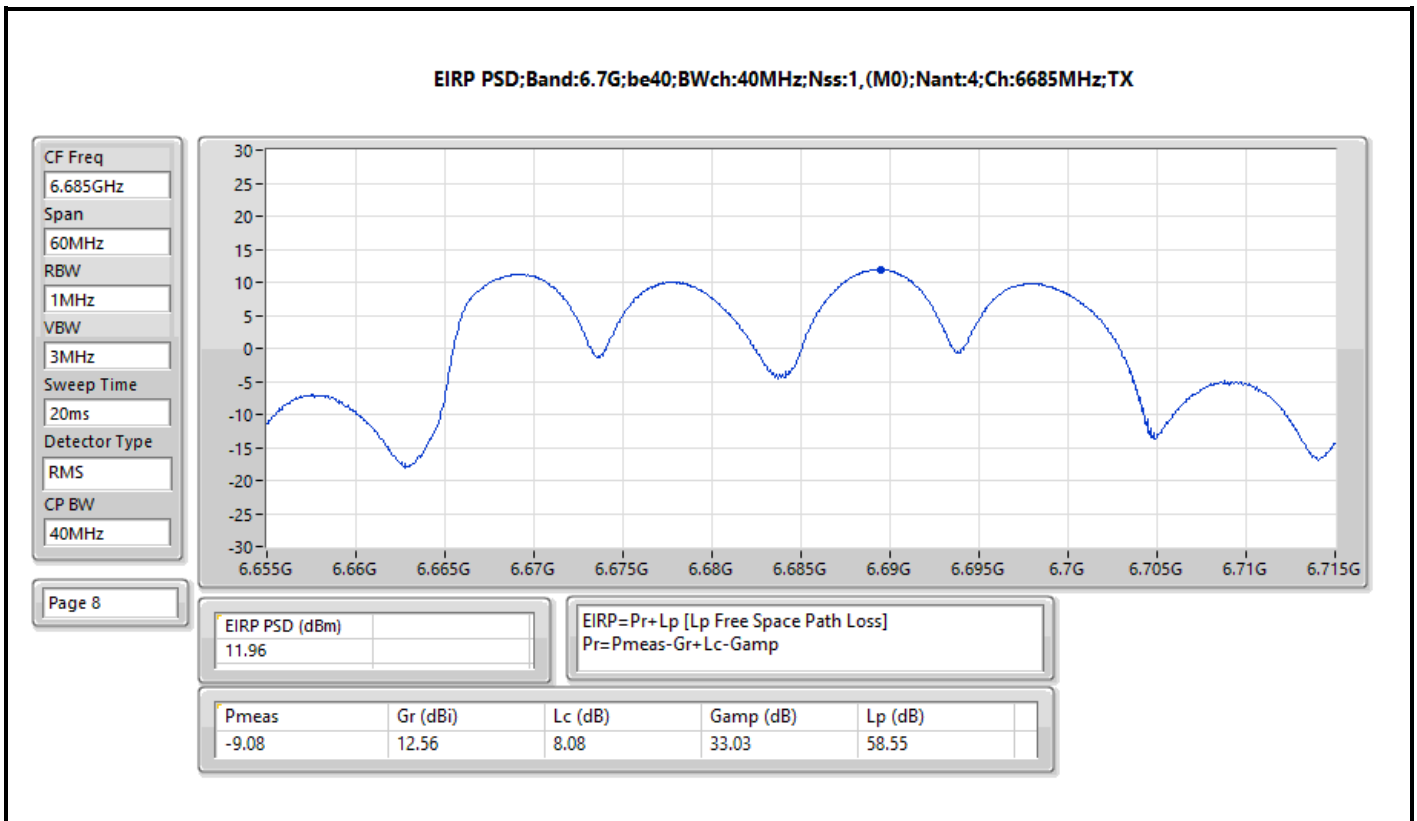 EIRP PSD;Band:6.7G;be40;BWch:40MHz;Nss:1,(M0);Nant:4;Ch:6685MHz;TX
CF Freq
6.685GHz
Span
60MHz
RBW
1MHz
VBW
3MHz
Sweep Time
20ms
Detector Type
RMS
CP BW
40MHz
Page 8
30
25
20
15
10
5
0
-5
-10
-15
-20
-25
-30
6.655G 6.66G 6.665G 6.67G 6.675G 6.68G 6.685G 6.69G 6.695G 6.7G 6.705G 6.71G 6.715G
EIRP PSD (dBm)
11.96
EIRP=Pr+Lp [Lp Free Space Path Loss]
Pr=Pmeas-Gr+Lc-Gamp
Pmeas Gr (dBi) Lc (dB) Gamp (dB) Lp (dB)
-9.08 12.56 8.08 33.03 58.55